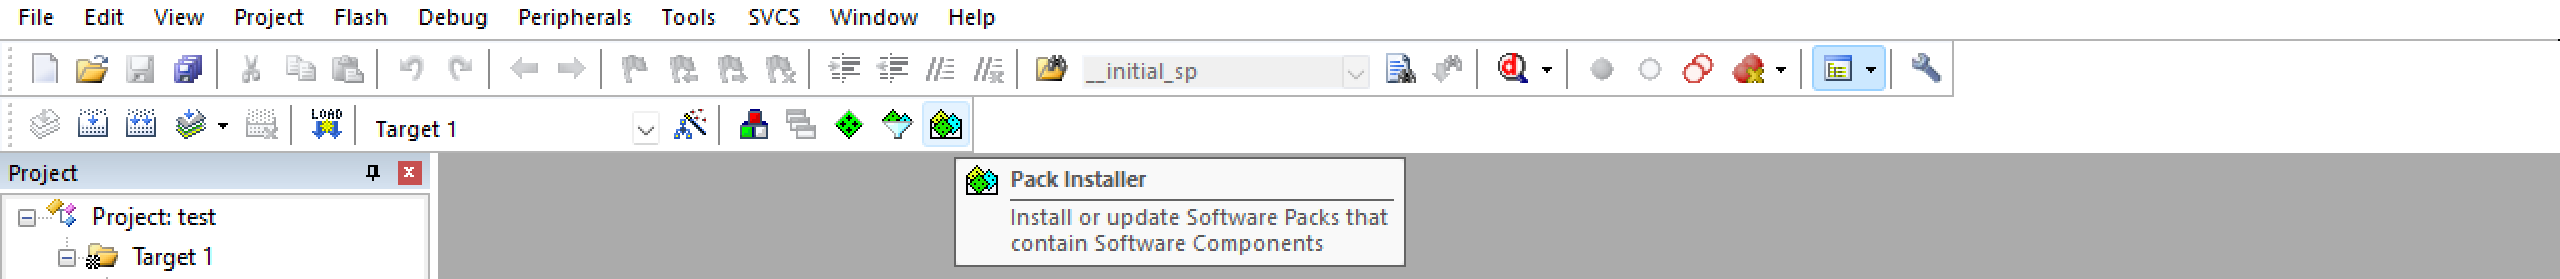 File Edit View Project Flash Debug Peripherals Tools SVCS Window Help
__initial_sp
LOAD Target 1
Project
Pack Installer
Project: test
Install or update Software Packs that
contain Software Components
Target 1